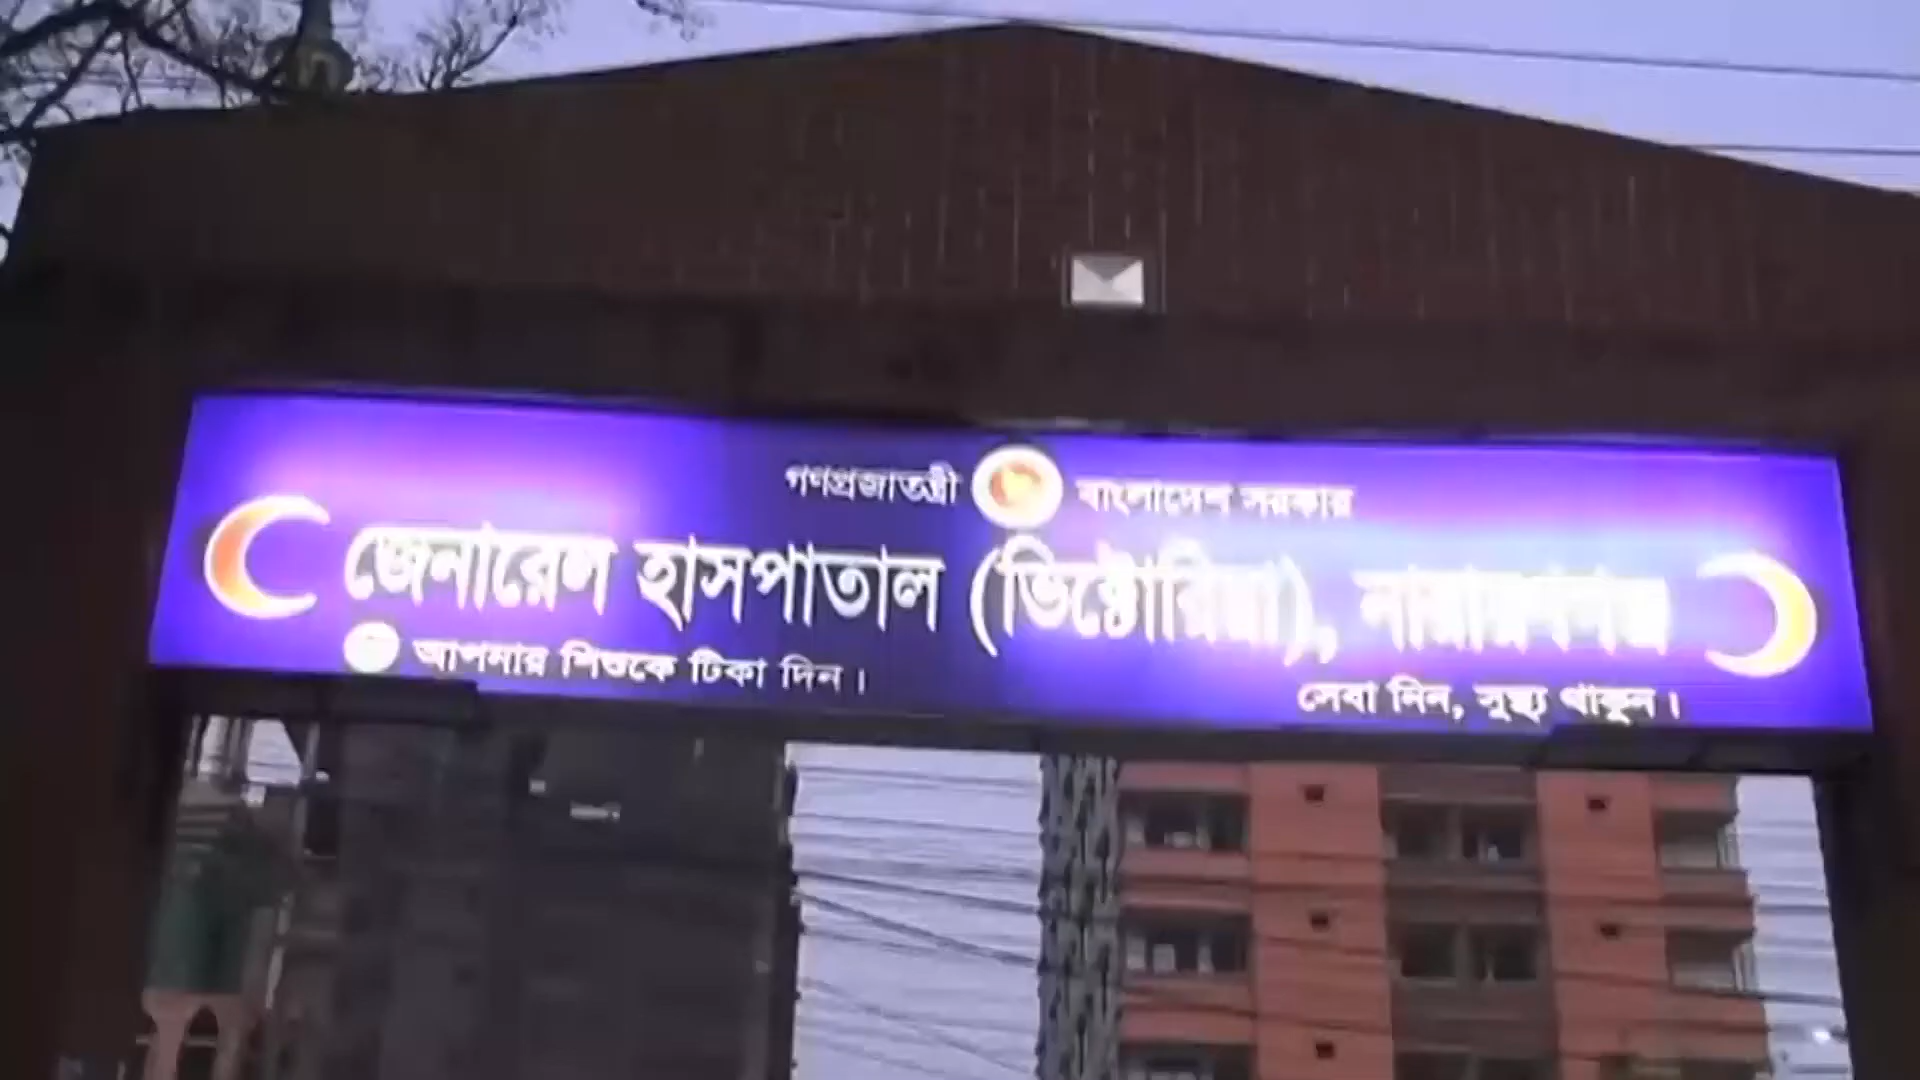 গণপ্রজাতন্ত্রী বাংলাদেশ সরকার
জেনারেল হাসপাতাল (ভিক্টোরিয়া), নারায়ণগঞ্জ
আপনার শিশুকে টিকা দিন।
সেবা নিন, সুস্থ্য থাকুন।